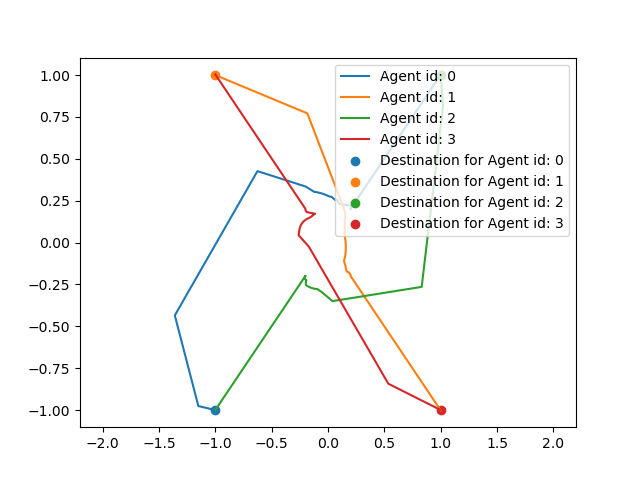 Agent id: 0
Agent id: 1
Agent id: 2
Agent id: 3
Destination for Agent id: 0
Destination for Agent id: 1
Destination for Agent id: 2
Destination for Agent id: 3
1.00
0.75
0.50
0.25
0.00
−0.25
−0.50
−0.75
−1.00
−2.0 −1.5 −1.0 −0.5 0.0 0.5 1.0 1.5 2.0